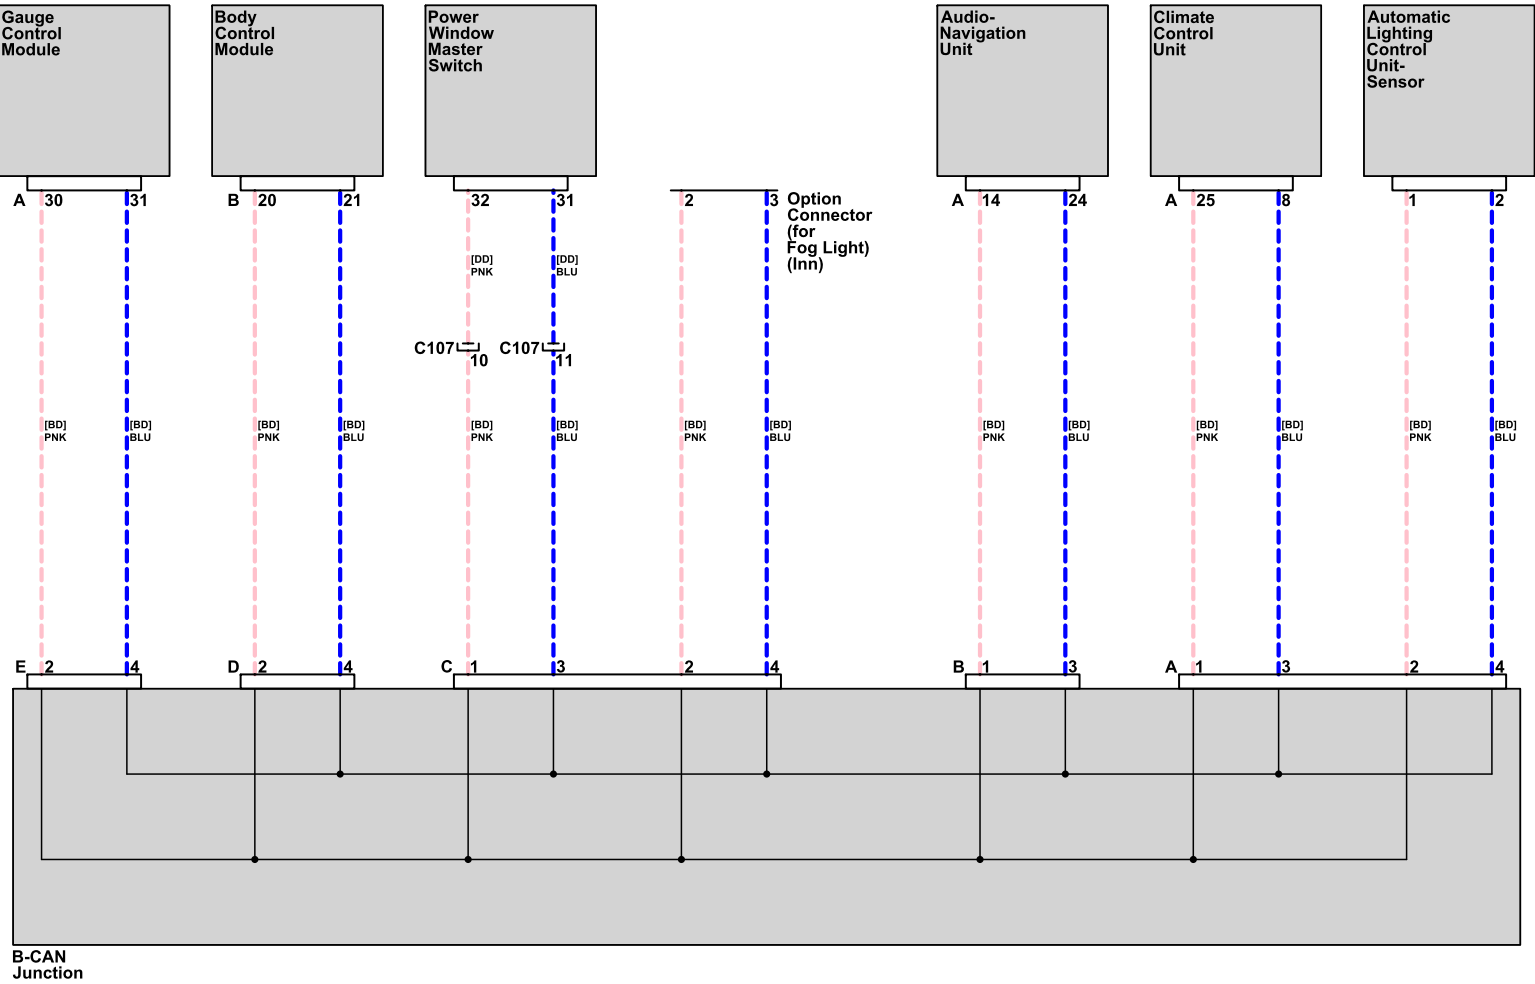 Gauge
Control
Module
Body
Control
Module
Power
Window
Master
Switch
Audio-
Navigation
Unit
Climate
Control
Unit
Automatic
Lighting
Control
Unit-
Sensor
A 30 31
B 20 21
32 31
2 3
Option
Connector
(for
Fog Light)
(Inn)
A 14 24
A 25 8
1 2
[DD]
PNK
[DD]
BLU
C107 10
C107 11
[BD]
PNK
[BD]
BLU
[BD]
PNK
[BD]
BLU
[BD]
PNK
[BD]
BLU
[BD]
PNK
[BD]
BLU
[BD]
PNK
[BD]
BLU
[BD]
PNK
[BD]
BLU
[BD]
PNK
[BD]
BLU
E 2 4
D 2 4
C 1 3 2 4
B 1 3
A 1 3 2 4
B-CAN
Junction